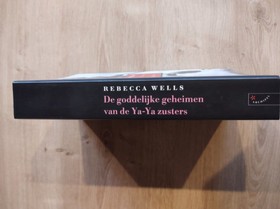 REBECCA WELLS
De goddelijke geheimen
van de Ya-Ya zusters